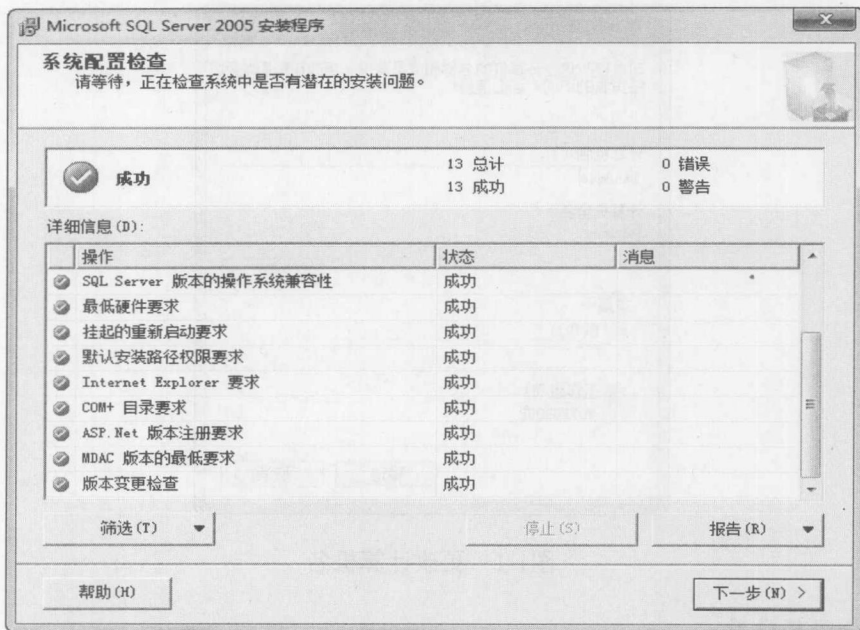 Microsoft SQL Server 2005 安装程序
系统配置检查
请等待,正在检查系统中是否有潜在的安装问题。
成功
13 总计
0 错误
13 成功
0 警告
详细信息(D):
操作 状态 消息
SQL Server 版本的操作系统兼容性 成功
最低硬件要求 成功
挂起的重新启动要求 成功
默认安装路径权限要求 成功
Internet Explorer 要求 成功
COM+ 目录要求 成功
ASP.Net 版本注册要求 成功
MDAC 版本的最低要求 成功
版本变更检查 成功
筛选(T)
停止(S)
报告(R)
帮助(H)
下一步(N) >